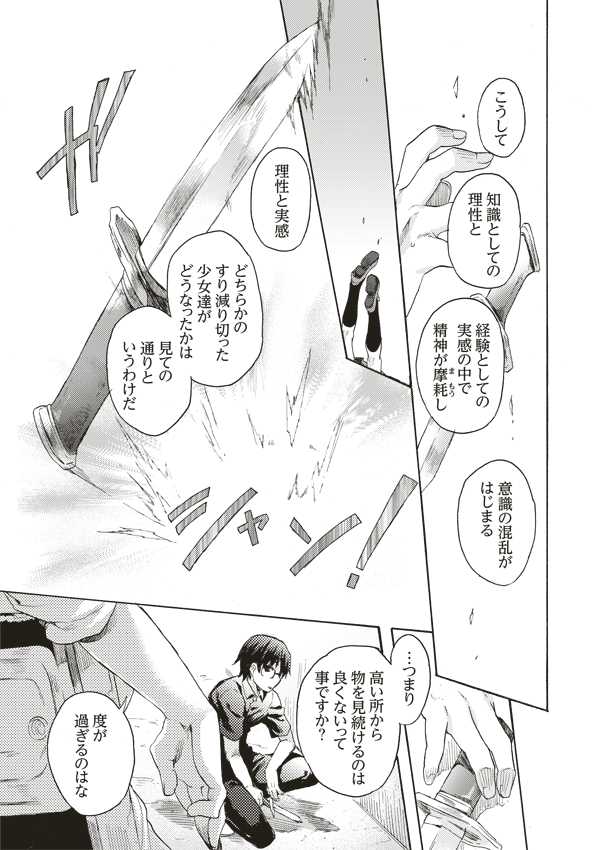 こうして
知識としての
理性と
経験としての
実感の中で
精神が摩耗し
まもう
意識の混乱が
はじまる
理性と実感
どちらかの
すり減り切った
少女達が
どうなったかは
見ての
通りと
いうわけだ
ガ
シャン！
…つまり
高い所から
物を見続けるのは
良くないって
事ですか？
度が
過ぎるのはな